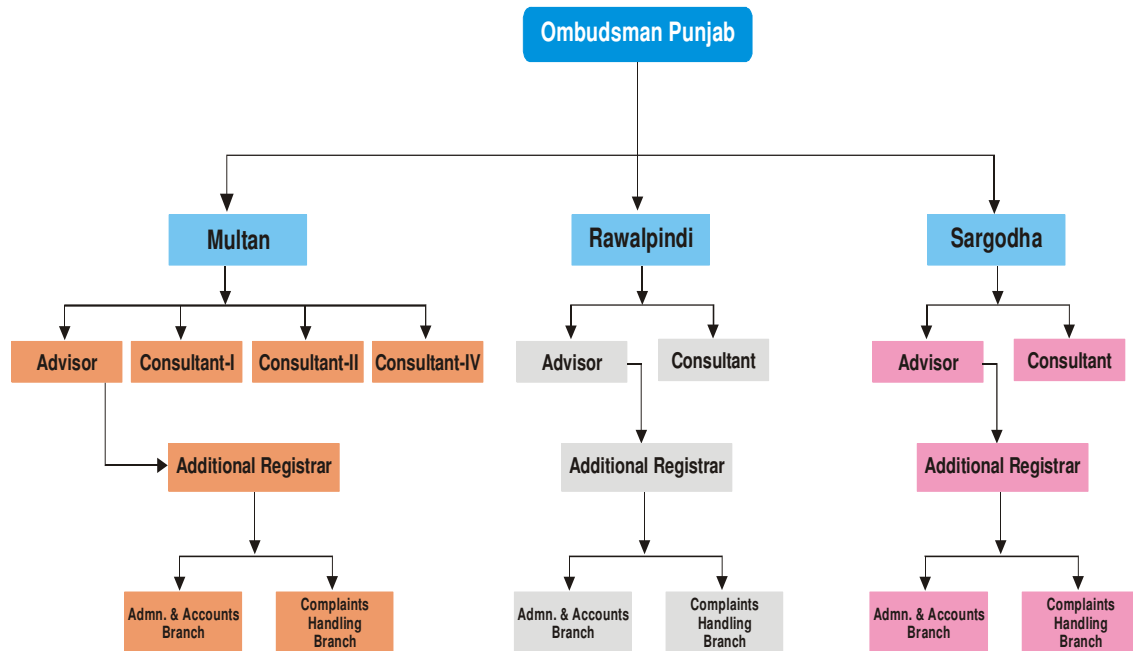 Ombudsman Punjab
Multan
Rawalpindi
Sargodha
Advisor
Consultant-I
Consultant-II
Consultant-IV
Advisor
Consultant
Advisor
Consultant
Additional Registrar
Additional Registrar
Additional Registrar
Admn. & Accounts
Branch
Complaints
Handling
Branch
Admn. & Accounts
Branch
Complaints
Handling
Branch
Admn. & Accounts
Branch
Complaints
Handling
Branch